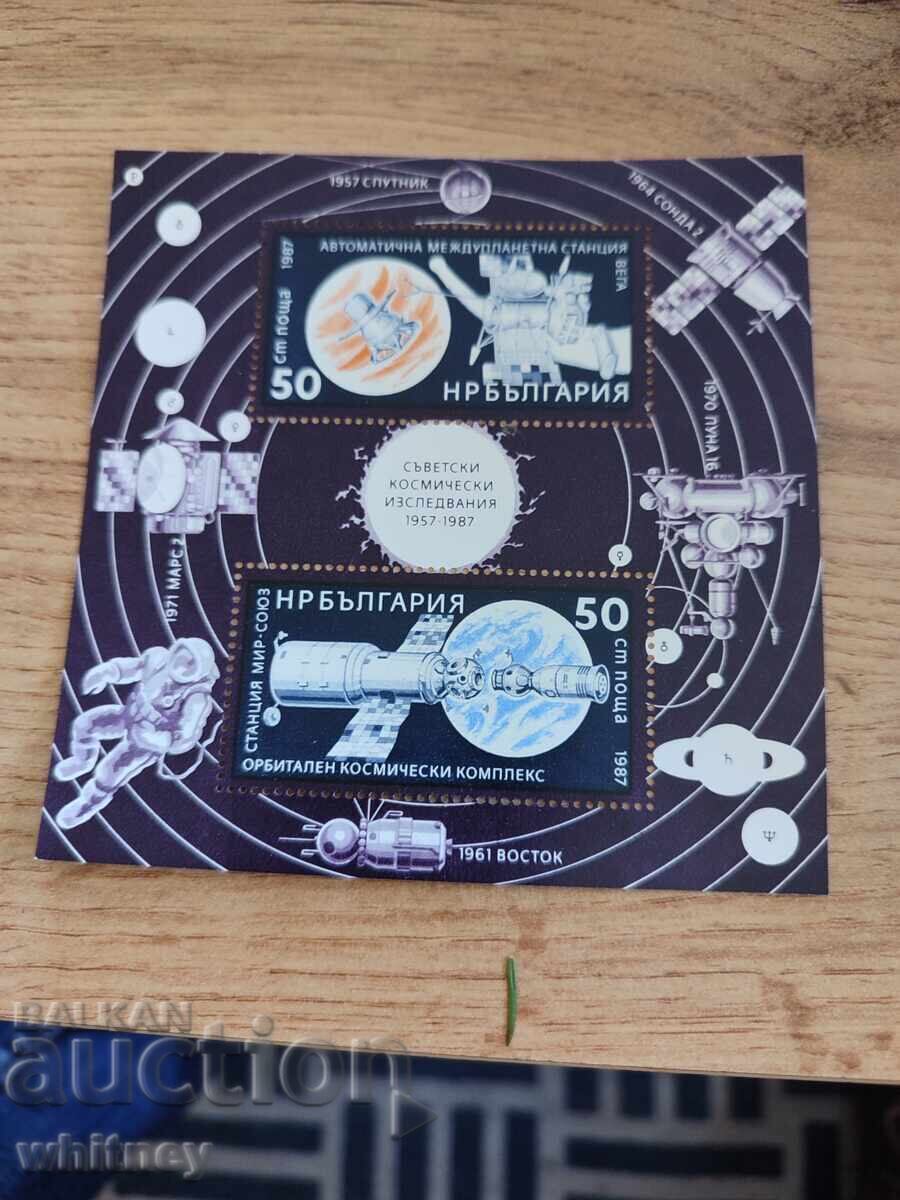 1957 СПУТНИК
1964 СОНДА 2
АВТОМАТИЧНА МЕЖДУПЛАНЕТНА СТАНЦИЯ
ВЕГА
СТ ПОЩА 1987
50
НРБЪЛГАРИЯ
1970 ЛУНА 16
СЪВЕТСКИ
КОСМИЧЕСКИ
ИЗСЛЕДВАНИЯ
1957-1987
1971 МАРС 2
НРБЪЛГАРИЯ
50
СТ ПОЩА 1987
СТАНЦИЯ МИР-СОЮЗ
ОРБИТАЛЕН КОСМИЧЕСКИ КОМПЛЕКС
1961 ВОСТОК
BALKAN
auction
whitney